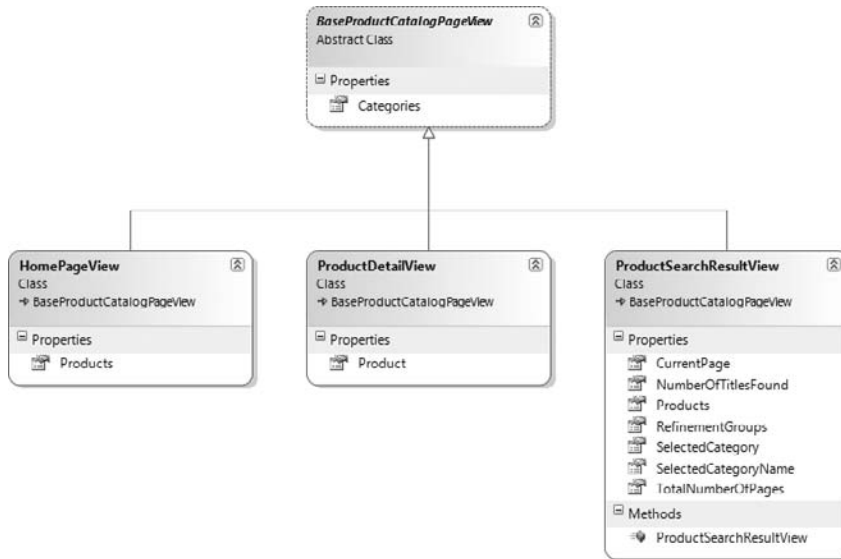 BaseProductCatalogPageView
Abstract Class
Properties
Categories
HomePageView
Class
BaseProductCatalogPageView
Properties
Products
ProductDetailView
Class
BaseProductCatalogPageView
Properties
Product
ProductSearchResultView
Class
BaseProductCatalogPageView
Properties
CurrentPage
NumberOfTitlesFound
Products
RefinementGroups
SelectedCategory
SelectedCategoryName
TotalNumberOfPages
Methods
ProductSearchResultView